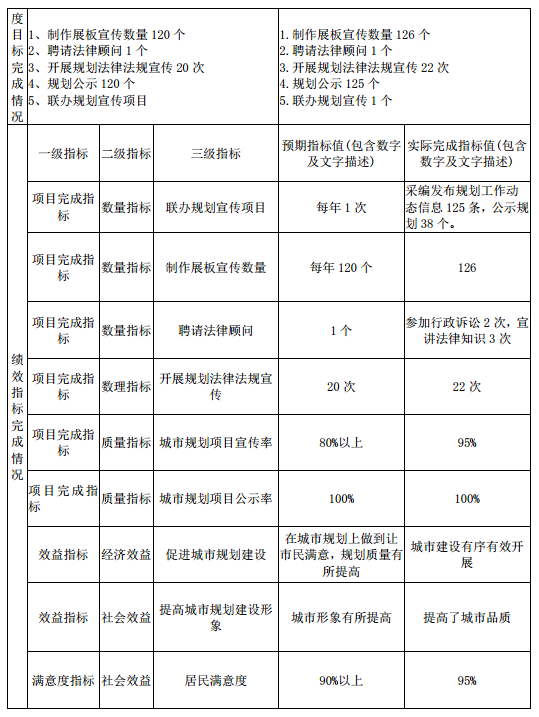 度
目
标
完
成
情
况
1、制作展板宣传数量 120 个
2、聘请法律顾问 1 个
3、开展规划法律法规宣传 20 次
4、规划公示 120 个
5、联办规划宣传项目
1.制作展板宣传数量 126 个
2.聘请法律顾问 1 个
3.开展规划法律法规宣传 22 次
4.规划公示 125 个
5.联办规划宣传 1 个
绩
效
指
标
完
成
情
况
一级指标
二级指标
三级指标
预期指标值(包含数字
及文字描述)
实际完成指标值(包含
数字及文字描述)
项目完成指
标
数量指标
联办规划宣传项目
每年 1 次
采编发布规划工作动
态信息 125 条，公示规
划 38 个。
项目完成指
标
数量指标
制作展板宣传数量
每年 120 个
126
项目完成指
标
数量指标
聘请法律顾问
1 个
参加行政诉讼 2 次，宣
讲法律知识 3 次
项目完成指
标
数理指标
开展规划法律法规宣
传
20 次
22 次
项目完成指
标
质量指标
城市规划项目宣传率
80%以上
95%
项目完成指
标
质量指标
城市规划项目公示率
100%
100%
效益指标
经济效益
促进城市规划建设
在城市规划上做到让
市民满意，规划质量有
所提高
城市建设有序有效开
展
效益指标
社会效益
提高城市规划建设形
象
城市形象有所提高
提高了城市品质
满意度指标
社会效益
居民满意度
90%以上
95%